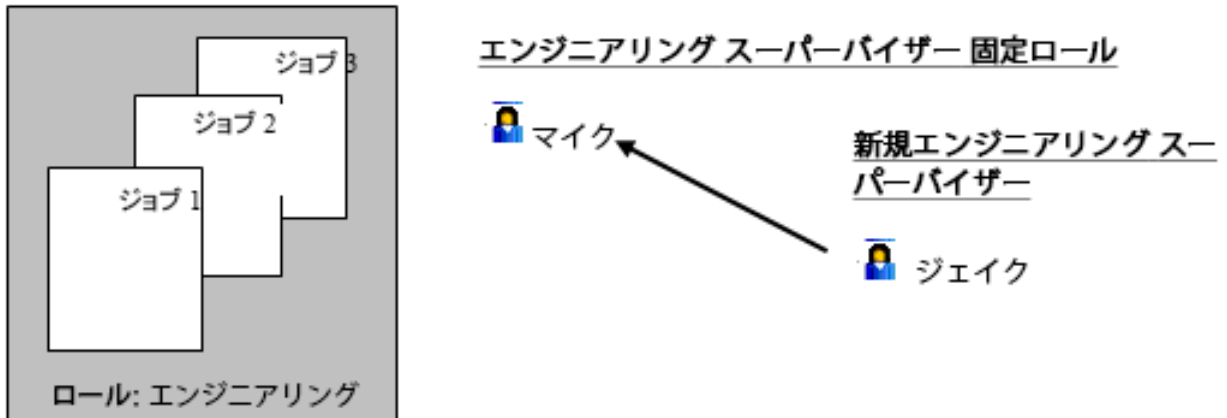 ジョブ 3
ジョブ 2
ジョブ 1
ロール: エンジニアリング
エンジニアリング スーパーバイザー 固定ロール
マイク
新規エンジニアリング スー
パーバイザー
ジェイク